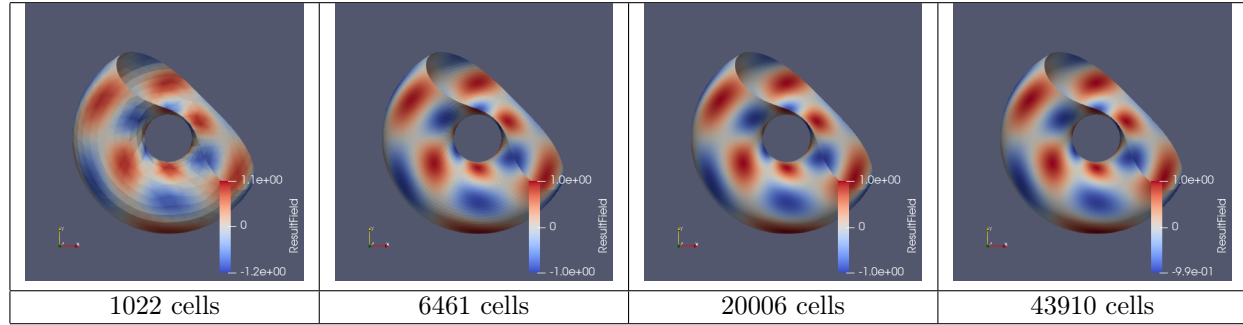 1.1e+00
0
-1.2e+00
ResultField
1.0e+00
0
-1.0e+00
ResultField
1.0e+00
0
-1.0e+00
ResultField
1.0e+00
0
-9.9e-01
ResultField
1022 cells
6461 cells
20006 cells
43910 cells